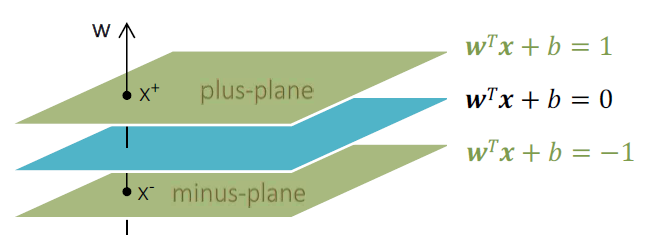 w
wᵀx + b = 1
x⁺ plus-plane
wᵀx + b = 0
wᵀx + b = −1
x⁻ minus-plane